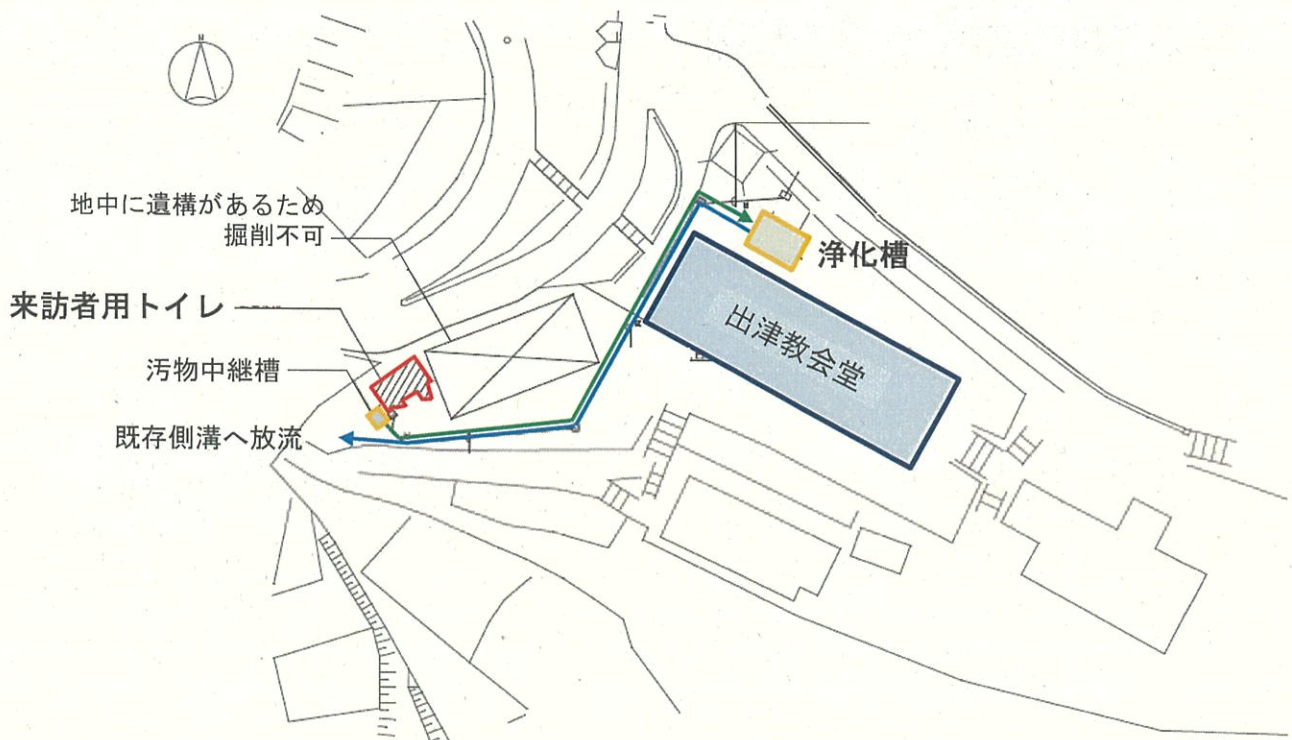 N
地中に遺構があるため
掘削不可
来訪者用トイレ
汚物中継槽
既存側溝へ放流
浄化槽
出津教会堂